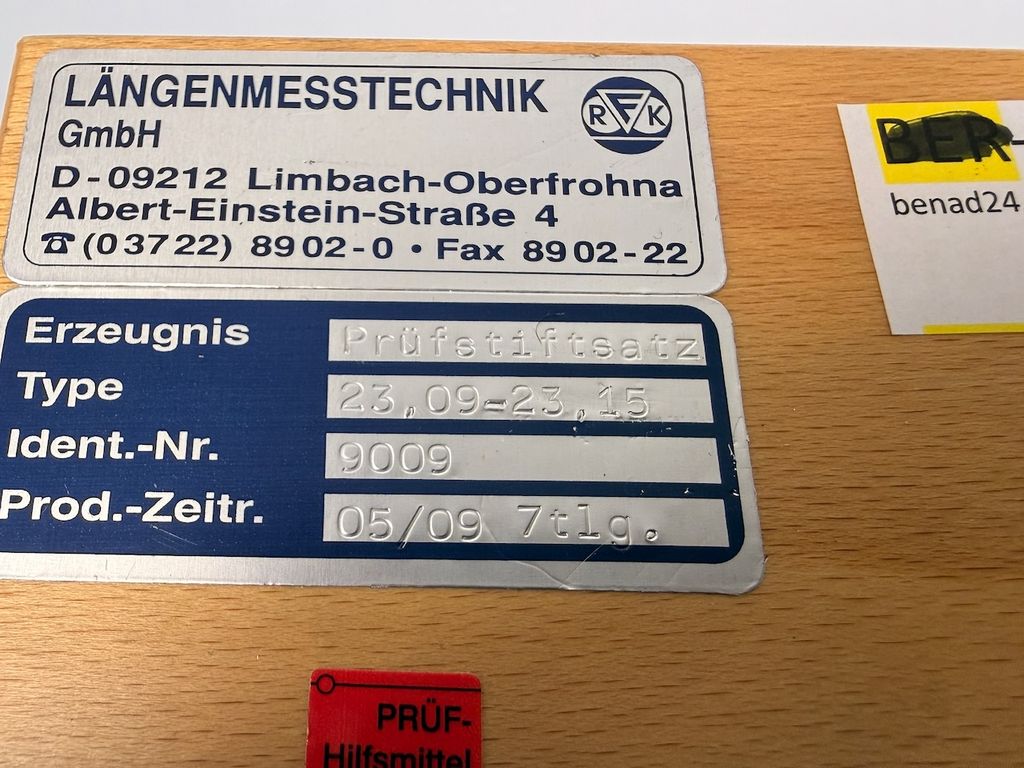 LÄNGENMESSTECHNIK
GmbH
RFK
D-09212 Limbach-Oberfrohna
Albert-Einstein-Straße 4
☎ (03722) 8902-0 • Fax 8902-22
Erzeugnis Prüfstiftsatz
Type 23,09-23,15
Ident.-Nr. 9009
Prod.-Zeitr. 05/09 7tlg.
BER-
benad24
PRÜF-
Hilfsmittel